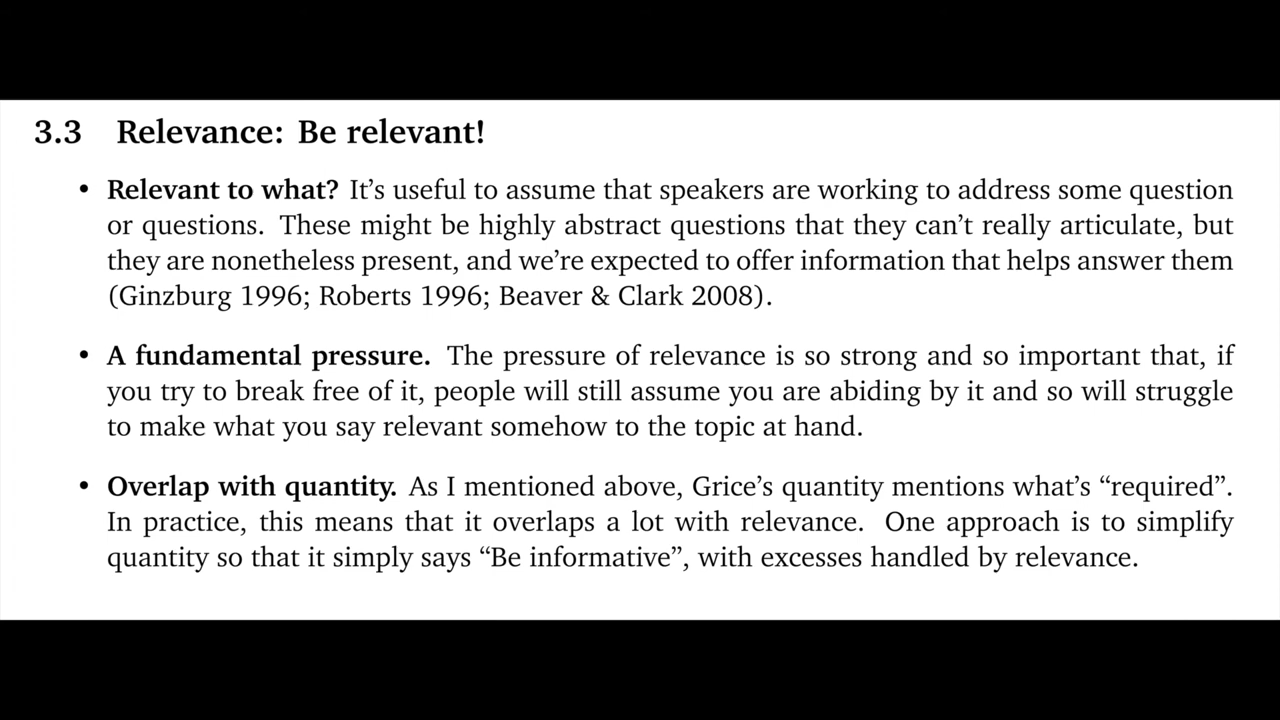 3.3 Relevance: Be relevant!
• Relevant to what? It’s useful to assume that speakers are working to address some question
or questions. These might be highly abstract questions that they can’t really articulate, but
they are nonetheless present, and we’re expected to offer information that helps answer them
(Ginzburg 1996; Roberts 1996; Beaver & Clark 2008).
• A fundamental pressure. The pressure of relevance is so strong and so important that, if
you try to break free of it, people will still assume you are abiding by it and so will struggle
to make what you say relevant somehow to the topic at hand.
• Overlap with quantity. As I mentioned above, Grice’s quantity mentions what’s “required”.
In practice, this means that it overlaps a lot with relevance. One approach is to simplify
quantity so that it simply says “Be informative”, with excesses handled by relevance.